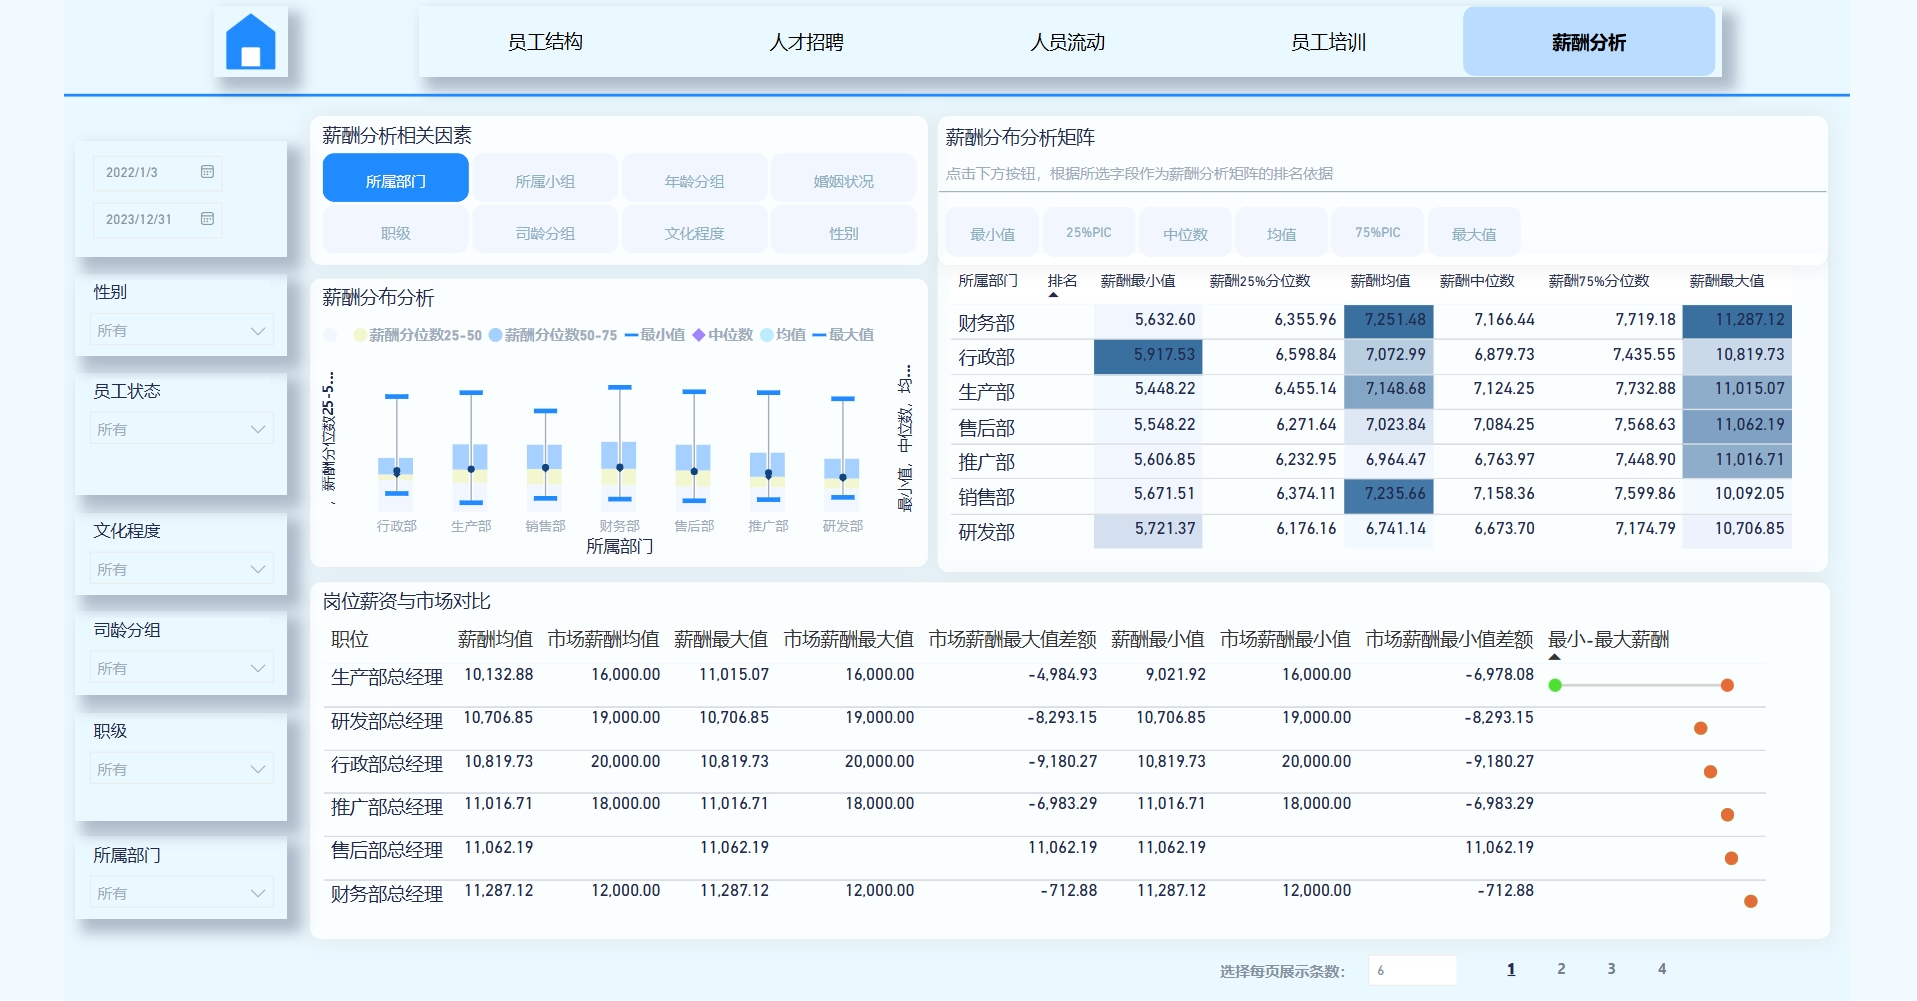 员工结构 人才招聘 人员流动 员工培训 薪酬分析
2022/1/3
2023/12/31
性别
所有
员工状态
所有
文化程度
所有
司龄分组
所有
职级
所有
所属部门
所有
薪酬分析相关因素
所属部门 所属小组 年龄分组 婚姻状况
职级 司龄分组 文化程度 性别
薪酬分布分析
薪酬分位数25-50 薪酬分位数50-75 最小值 中位数 均值 最大值
，薪酬分位数25-5...
最小值，中位数，均...
行政部 生产部 销售部 财务部 售后部 推广部 研发部
所属部门
薪酬分布分析矩阵
点击下方按钮，根据所选字段作为薪酬分析矩阵的排名依据
最小值 25%PIC 中位数 均值 75%PIC 最大值
所属部门 排名 薪酬最小值 薪酬25%分位数 薪酬均值 薪酬中位数 薪酬75%分位数 薪酬最大值
财务部 5,632.60 6,355.96 7,251.48 7,166.44 7,719.18 11,287.12
行政部 5,917.53 6,598.84 7,072.99 6,879.73 7,435.55 10,819.73
生产部 5,448.22 6,455.14 7,148.68 7,124.25 7,732.88 11,015.07
售后部 5,548.22 6,271.64 7,023.84 7,084.25 7,568.63 11,062.19
推广部 5,606.85 6,232.95 6,964.47 6,763.97 7,448.90 11,016.71
销售部 5,671.51 6,374.11 7,235.66 7,158.36 7,599.86 10,092.05
研发部 5,721.37 6,176.16 6,741.14 6,673.70 7,174.79 10,706.85
岗位薪资与市场对比
职位 薪酬均值 市场薪酬均值 薪酬最大值 市场薪酬最大值 市场薪酬最大值差额 薪酬最小值 市场薪酬最小值 市场薪酬最小值差额 最小-最大薪酬
生产部总经理 10,132.88 16,000.00 11,015.07 16,000.00 -4,984.93 9,021.92 16,000.00 -6,978.08
研发部总经理 10,706.85 19,000.00 10,706.85 19,000.00 -8,293.15 10,706.85 19,000.00 -8,293.15
行政部总经理 10,819.73 20,000.00 10,819.73 20,000.00 -9,180.27 10,819.73 20,000.00 -9,180.27
推广部总经理 11,016.71 18,000.00 11,016.71 18,000.00 -6,983.29 11,016.71 18,000.00 -6,983.29
售后部总经理 11,062.19 11,062.19 11,062.19 11,062.19 11,062.19
财务部总经理 11,287.12 12,000.00 11,287.12 12,000.00 -712.88 11,287.12 12,000.00 -712.88
选择每页展示条数： 6 1 2 3 4